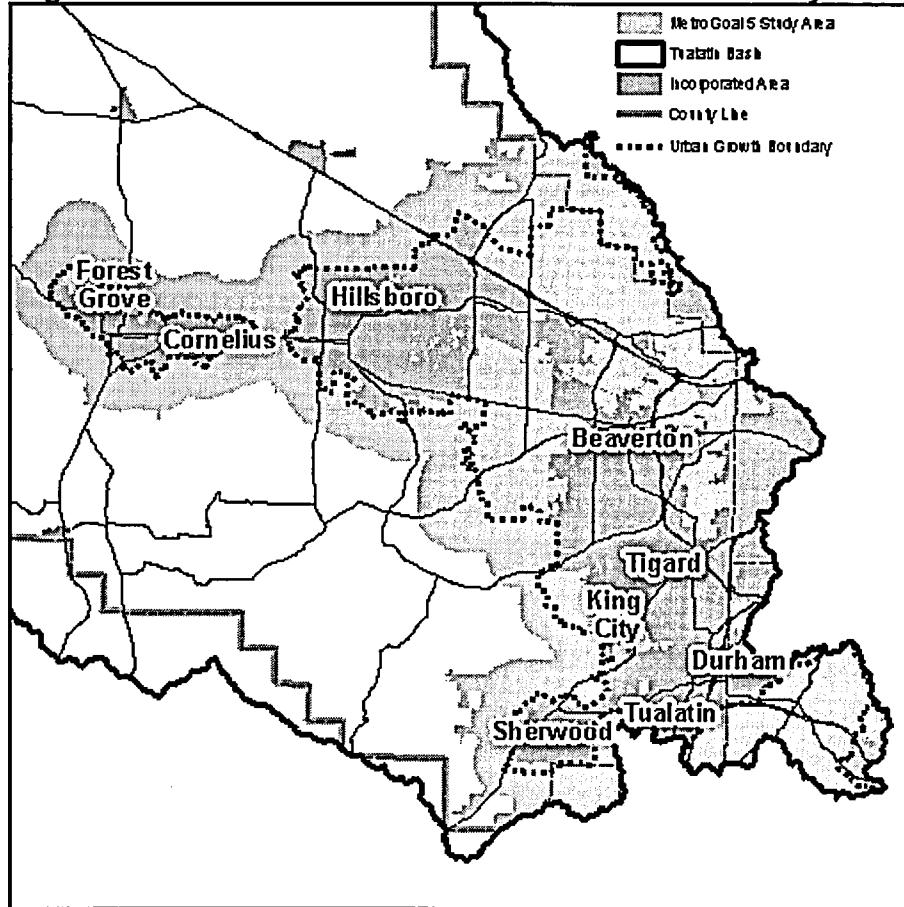 Metro Goal 5 Study Area
Tualatin Basin
Incorporated Area
County Line
Urban Growth Boundary
Forest
Grove
Hillsboro
Cornelius
Beaverton
Tigard
King
City
Durham
Sherwood
Tualatin